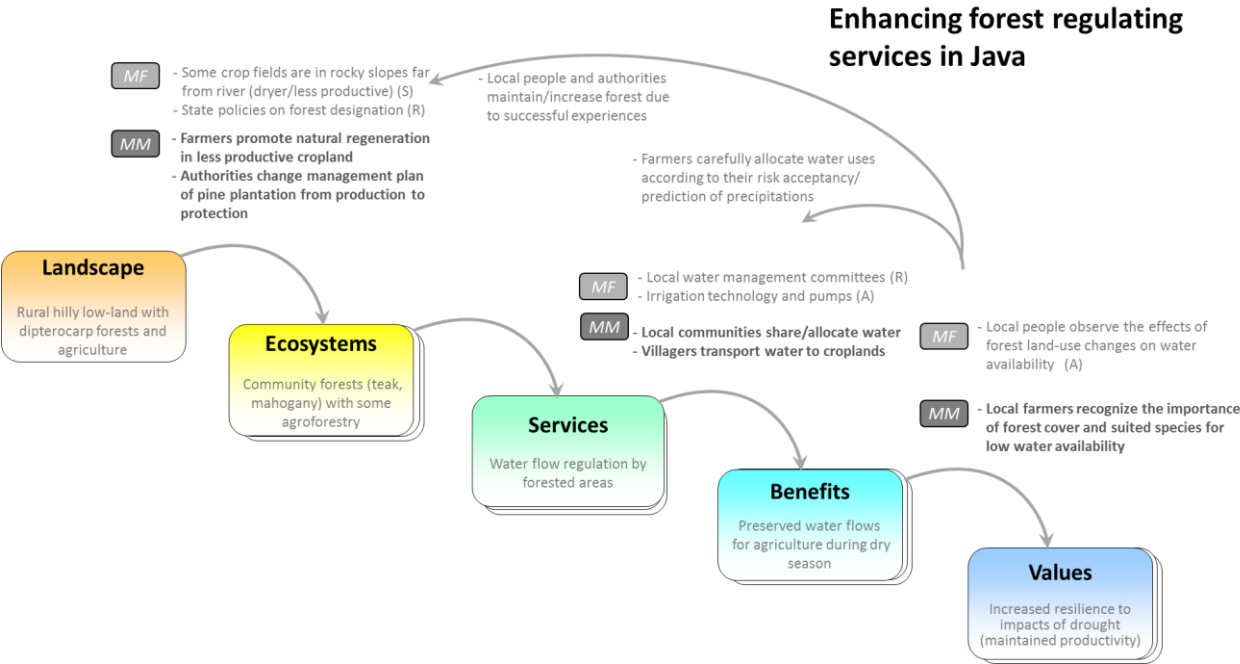 Enhancing forest regulating
services in Java
MF
- Some crop fields are in rocky slopes far
from river (dryer/less productive) (S)
- State policies on forest designation (R)
MM
- Farmers promote natural regeneration
in less productive cropland
- Authorities change management plan
of pine plantation from production to
protection
- Local people and authorities
maintain/increase forest due
to successful experiences
- Farmers carefully allocate water uses
according to their risk acceptancy/
prediction of precipitations
Landscape
Rural hilly low-land with
dipterocarp forests and
agriculture
Ecosystems
Community forests (teak,
mahogany) with some
agroforestry
MF
- Local water management committees (R)
- Irrigation technology and pumps (A)
MM
- Local communities share/allocate water
- Villagers transport water to croplands
MF
- Local people observe the effects of
forest land-use changes on water
availability (A)
MM
- Local farmers recognize the importance
of forest cover and suited species for
low water availability
Services
Water flow regulation by
forested areas
Benefits
Preserved water flows
for agriculture during dry
season
Values
Increased resilience to
impacts of drought
(maintained productivity)